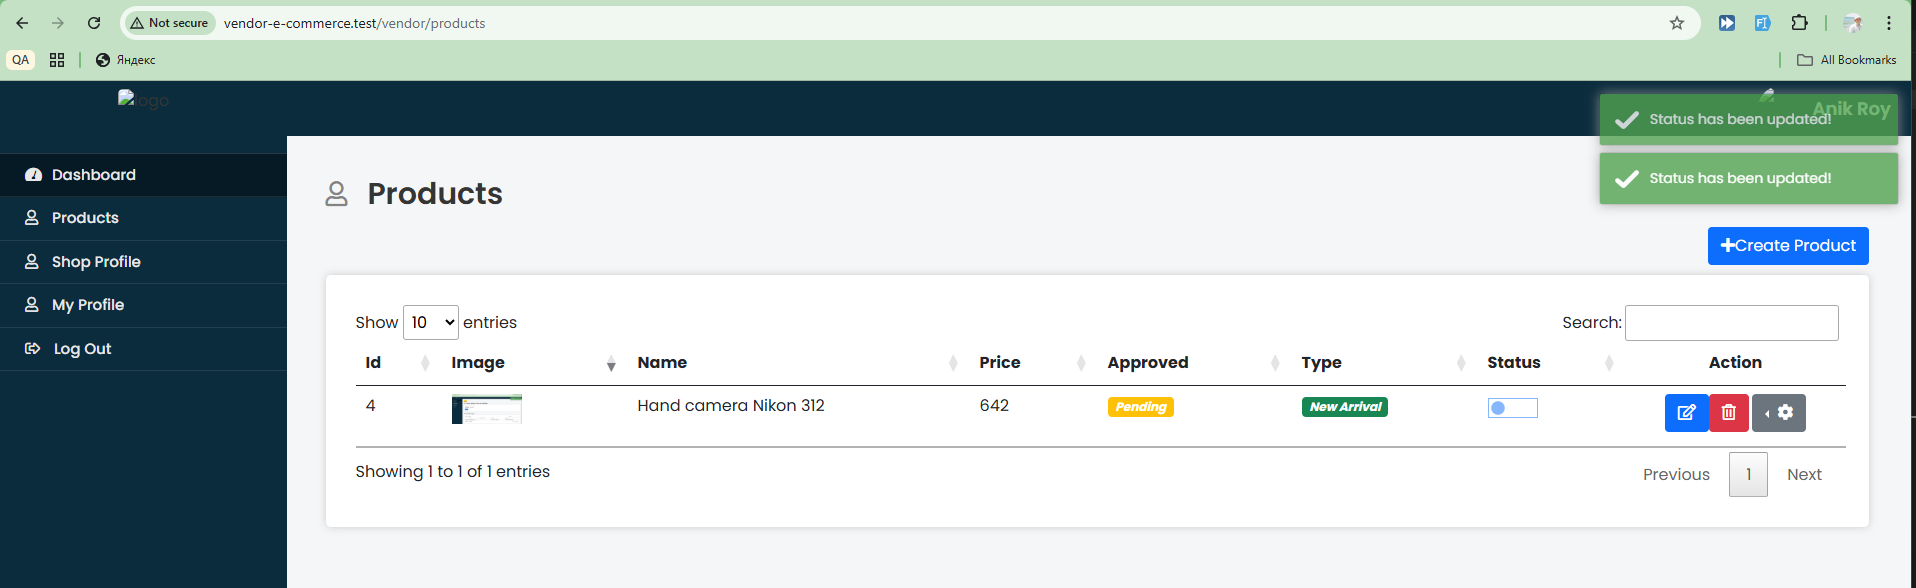 Not secure vendor-e-commerce.test/vendor/products
QA Яндекс All Bookmarks
logo Anik Roy
Status has been updated!
Status has been updated!
Dashboard
Products
Shop Profile
My Profile
Log Out
Products
Create Product
Show 10 entries Search:
Id Image Name Price Approved Type Status Action
4 Hand camera Nikon 312 642 Pending New Arrival
Showing 1 to 1 of 1 entries Previous 1 Next